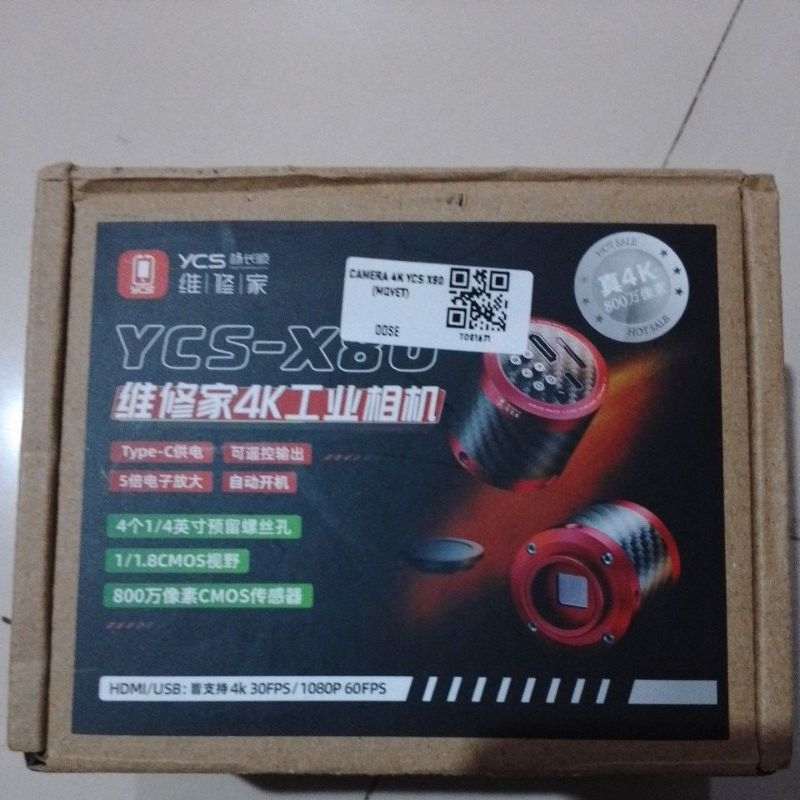 YCS 杨长顺
维修家
YCS
CAMERA 4K YCS X80
(MQVET)
00SE
HOT SALE
真4K
800万像素
HOT SALE
YCS-X80
维修家4K工业相机
Type-C供电
可遥控输出
5倍电子放大
自动开机
4个1/4英寸预留螺丝孔
1/1.8CMOS视野
800万像素CMOS传感器
HDMI/USB: 皆支持 4k 30FPS/1080P 60FPS